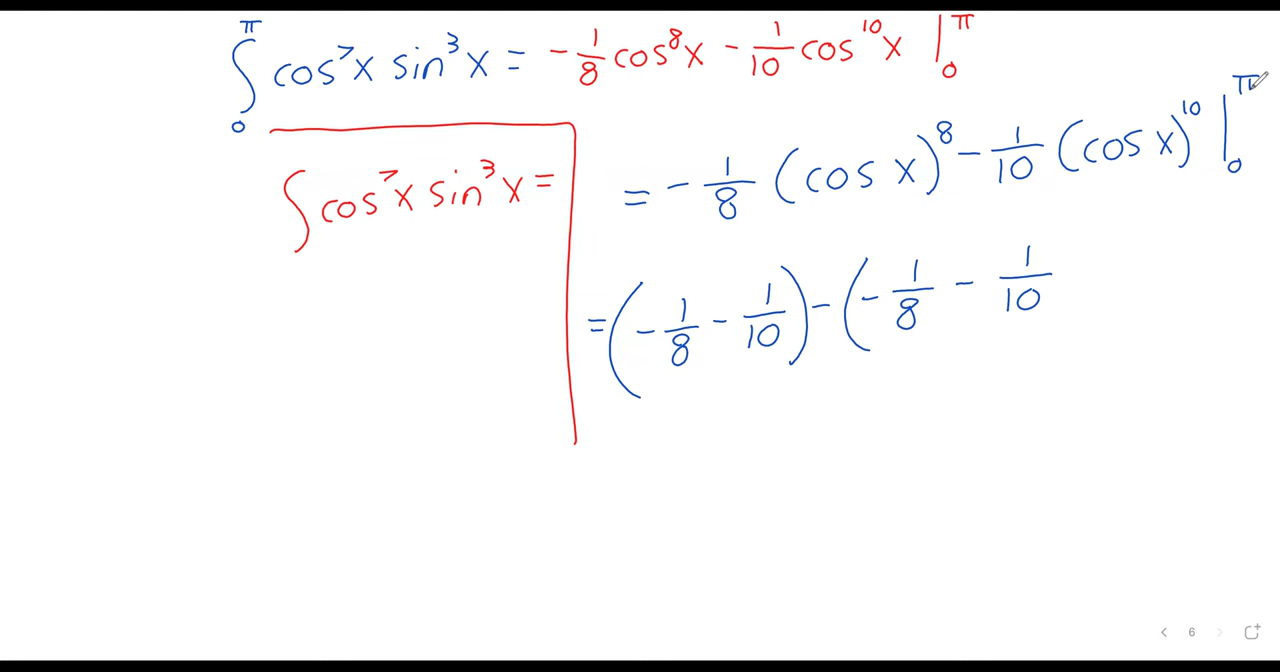 ∫₀^π cos⁷x sin³x = -1/8 cos⁸x - 1/10 cos¹⁰x |₀^π
∫ cos⁷x sin³x =
= -1/8 (cos x)⁸ - 1/10 (cos x)¹⁰ |₀^π
= (-1/8 - 1/10) - (-1/8 - 1/10
6